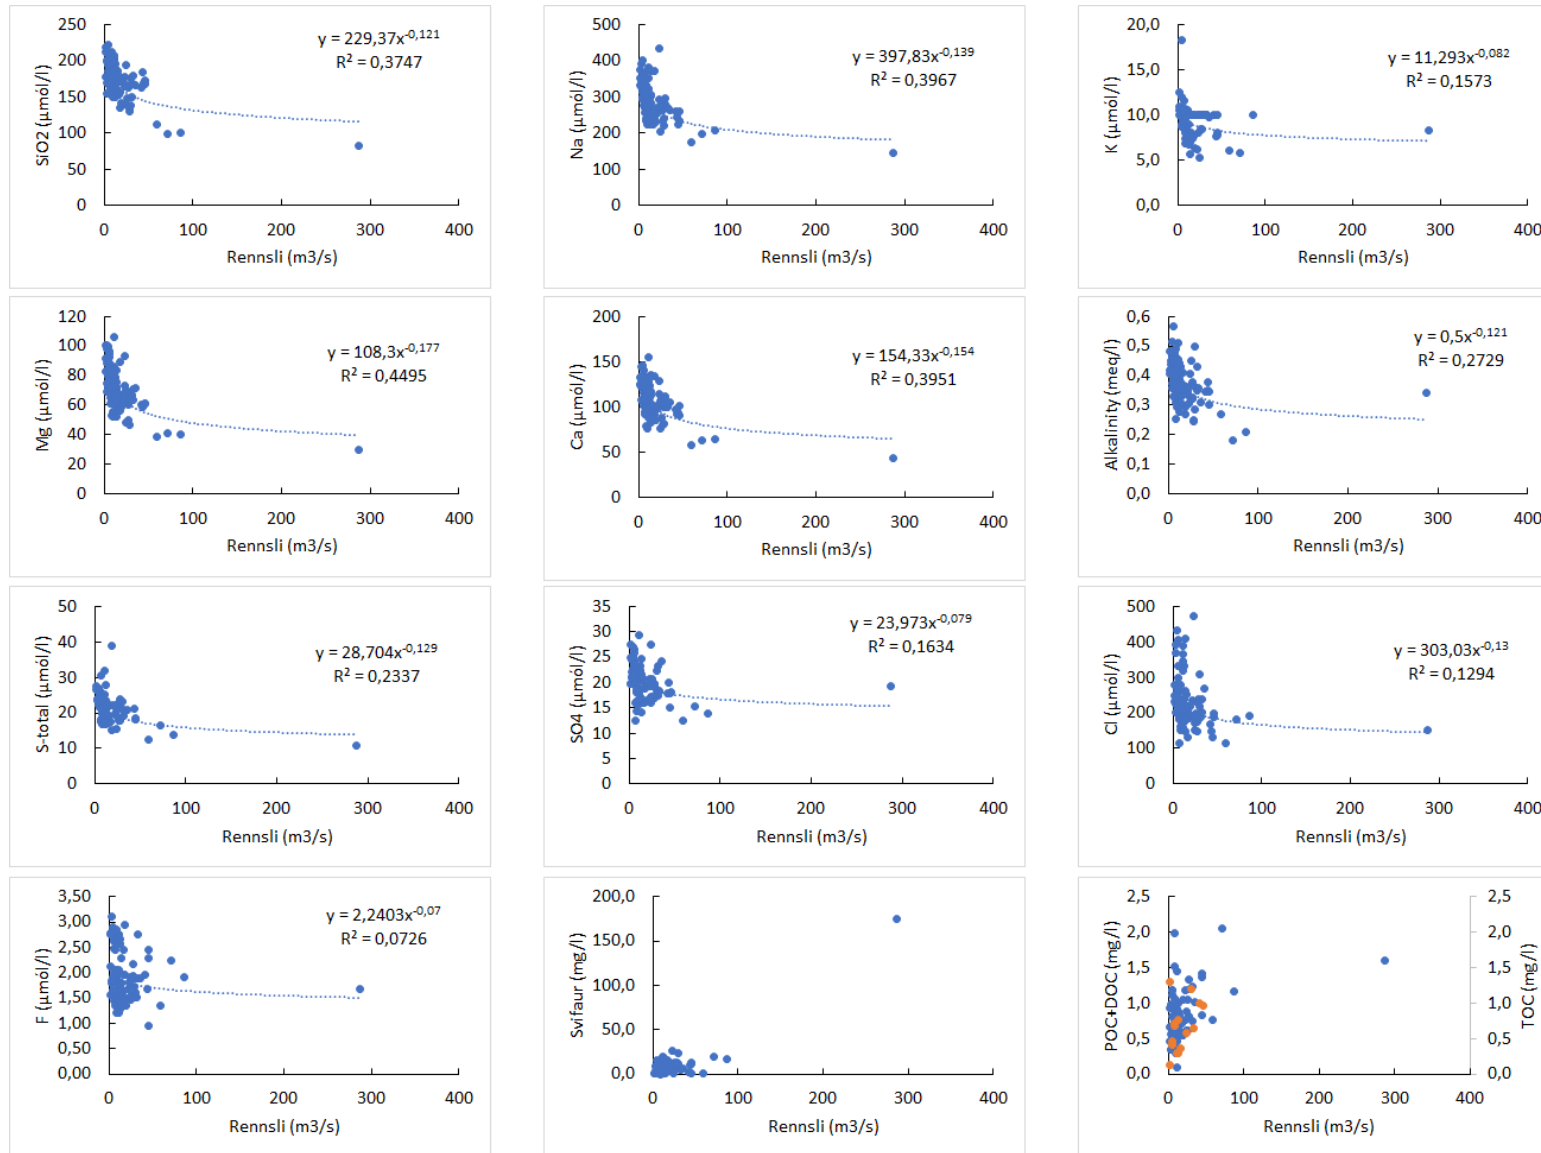 250
200
150
100
50
0
SiO2 (µmól/l)
y = 229,37x^-0,121
R² = 0,3747
0 100 200 300 400
Rennsli (m3/s)
500
400
300
200
100
0
Na (µmól/l)
y = 397,83x^-0,139
R² = 0,3967
0 100 200 300 400
Rennsli (m3/s)
20,0
15,0
10,0
5,0
0,0
K (µmól/l)
y = 11,293x^-0,082
R² = 0,1573
0 100 200 300 400
Rennsli (m3/s)
120
100
80
60
40
20
0
Mg (µmól/l)
y = 108,3x^-0,177
R² = 0,4495
0 100 200 300 400
Rennsli (m3/s)
200
150
100
50
0
Ca (µmól/l)
y = 154,33x^-0,154
R² = 0,3951
0 100 200 300 400
Rennsli (m3/s)
0,6
0,5
0,4
0,3
0,2
0,1
0,0
Alkalinity (meq/l)
y = 0,5x^-0,121
R² = 0,2729
0 100 200 300 400
Rennsli (m3/s)
50
40
30
20
10
0
S-total (µmól/l)
y = 28,704x^-0,129
R² = 0,2337
0 100 200 300 400
Rennsli (m3/s)
35
30
25
20
15
10
5
0
SO4 (µmól/l)
y = 23,973x^-0,079
R² = 0,1634
0 100 200 300 400
Rennsli (m3/s)
500
400
300
200
100
0
Cl (µmól/l)
y = 303,03x^-0,13
R² = 0,1294
0 100 200 300 400
Rennsli (m3/s)
3,50
3,00
2,50
2,00
1,50
1,00
0,50
0,00
F (µmól/l)
y = 2,2403x^-0,07
R² = 0,0726
0 100 200 300 400
Rennsli (m3/s)
200,0
150,0
100,0
50,0
0,0
Svifaur (mg/l)
0 100 200 300 400
Rennsli (m3/s)
2,5
2,0
1,5
1,0
0,5
0,0
POC+DOC (mg/l)
2,5
2,0
1,5
1,0
0,5
0,0
TOC (mg/l)
0 100 200 300 400
Rennsli (m3/s)